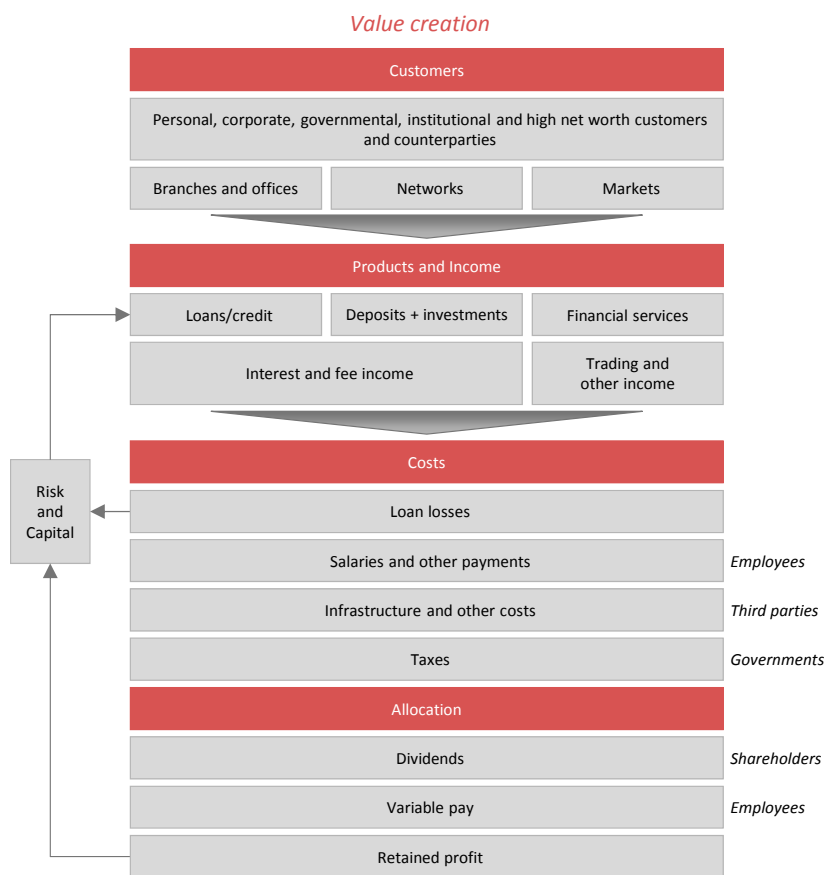 Value creation
Customers
Personal, corporate, governmental, institutional and high net worth customers
and counterparties
Branches and offices
Networks
Markets
Products and Income
Loans/credit
Deposits + investments
Financial services
Interest and fee income
Trading and
other income
Costs
Risk
and
Capital
Loan losses
Salaries and other payments
Employees
Infrastructure and other costs
Third parties
Taxes
Governments
Allocation
Dividends
Shareholders
Variable pay
Employees
Retained profit